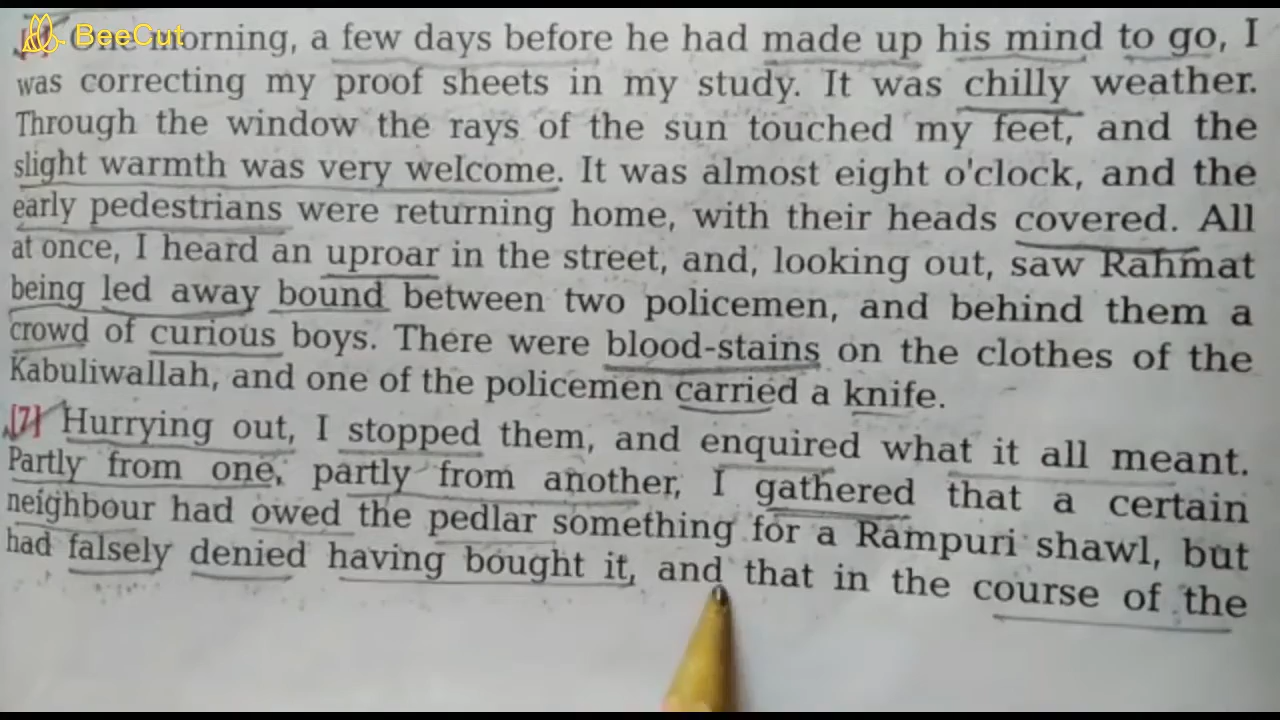 BeeCut
morning, a few days before he had made up his mind to go, I
was correcting my proof sheets in my study. It was chilly weather.
Through the window the rays of the sun touched my feet, and the
slight warmth was very welcome. It was almost eight o'clock, and the
early pedestrians were returning home, with their heads covered. All
at once, I heard an uproar in the street, and, looking out, saw Rahmat
being led away bound between two policemen, and behind them a
crowd of curious boys. There were blood-stains on the clothes of the
Kabuliwallah, and one of the policemen carried a knife.
[7] Hurrying out, I stopped them, and enquired what it all meant.
Partly from one, partly from another, I gathered that a certain
neighbour had owed the pedlar something for a Rampuri shawl, but
had falsely denied having bought it, and that in the course of the